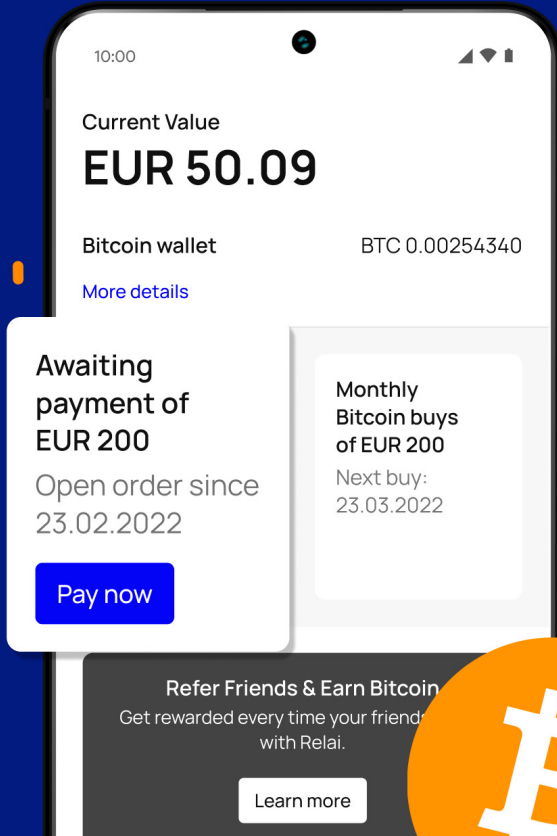 10:00
Current Value
EUR 50.09
Bitcoin wallet
BTC 0.00254340
More details
Awaiting
payment of
EUR 200
Open order since
23.02.2022
Pay now
Monthly
Bitcoin buys
of EUR 200
Next buy:
23.03.2022
Refer Friends & Earn Bitcoin
Get rewarded every time your friends
with Relai.
Learn more